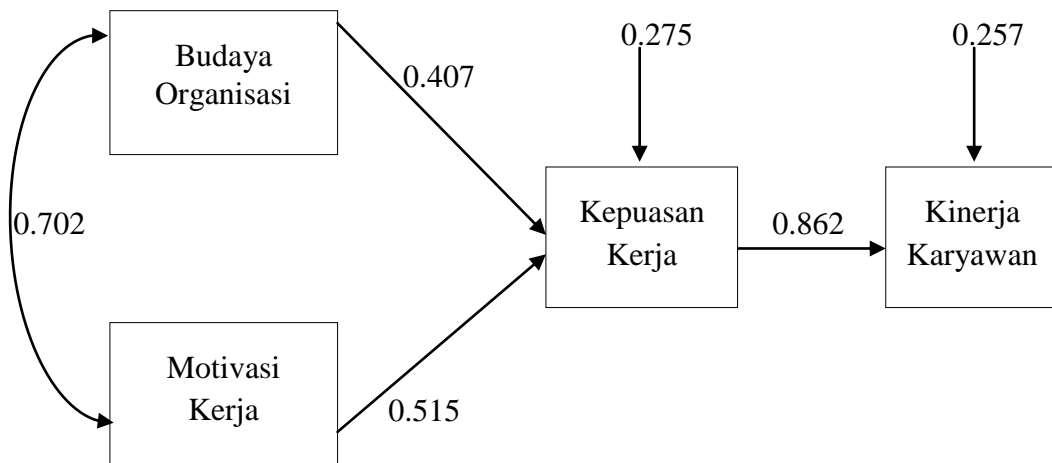 Budaya
Organisasi
0.407
0.275
0.257
0.702
Kepuasan
Kerja
0.862
Kinerja
Karyawan
Motivasi
Kerja
0.515